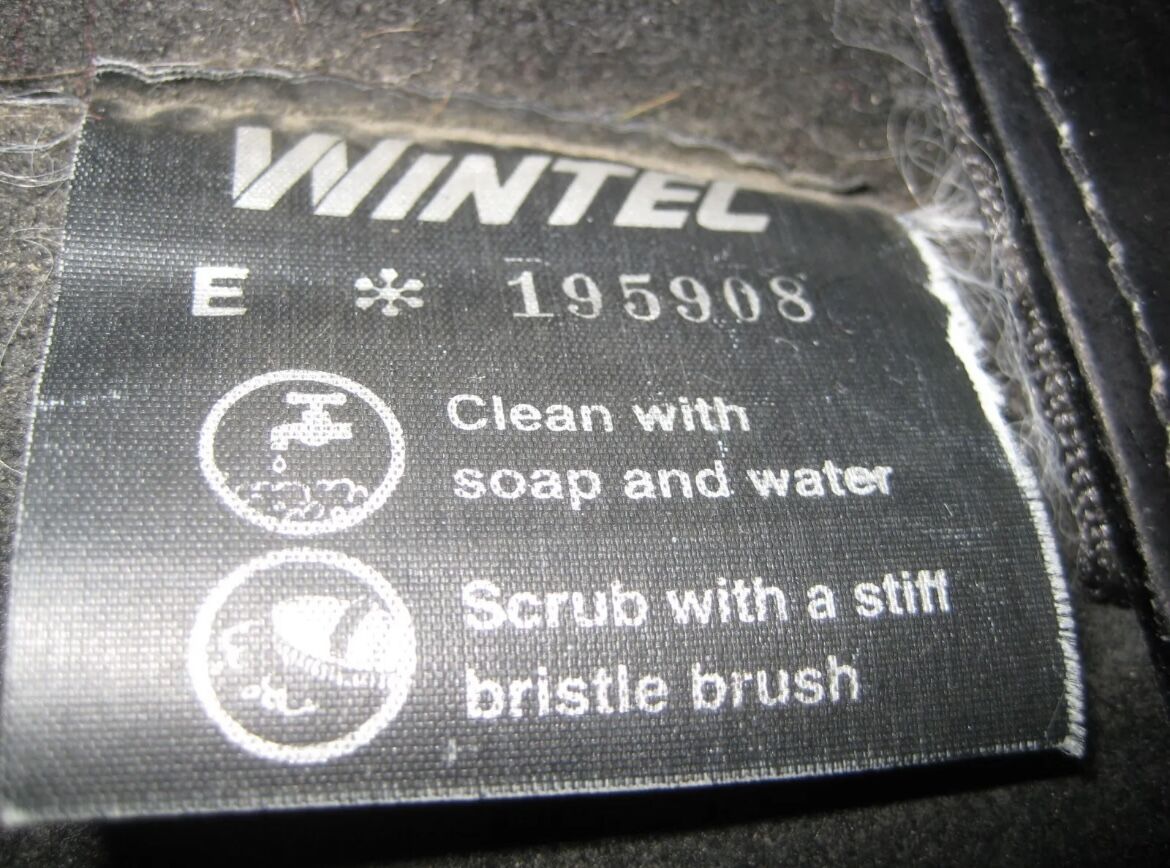 WINTEC
E * 195908
Clean with
soap and water
Scrub with a stiff
bristle brush